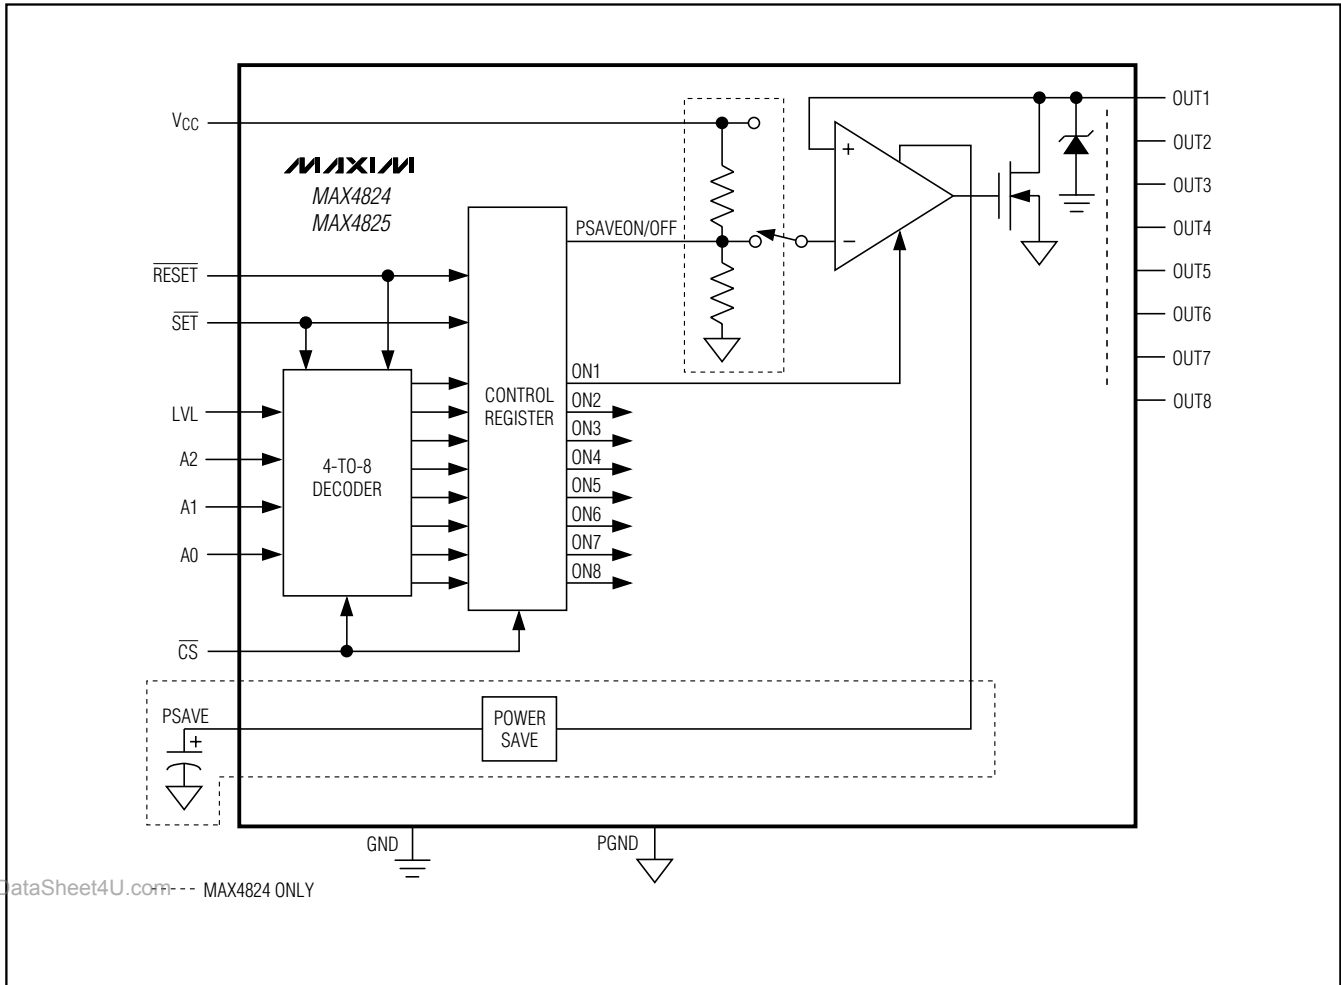 OUT1
V_CC
MAXIM
MAX4824
MAX4825
+
OUT2
OUT3
OUT4
PSAVEON/OFF
−
OUT5
RESET
OUT6
SET
OUT7
ON1
OUT8
LVL
CONTROL
REGISTER
ON2
ON3
A2
4-TO-8
DECODER
ON4
ON5
A1
ON6
A0
ON7
ON8
CS
PSAVE
+
POWER
SAVE
GND
PGND
DataSheet4U.com
----- MAX4824 ONLY